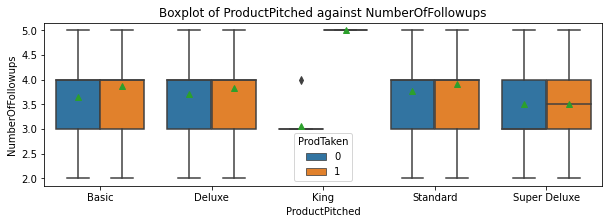 Boxplot of ProductPitched against NumberOfFollowups
NumberOfFollowups
5.0
4.5
4.0
3.5
3.0
2.5
2.0
ProdTaken
0
1
Basic Deluxe King Standard Super Deluxe
ProductPitched